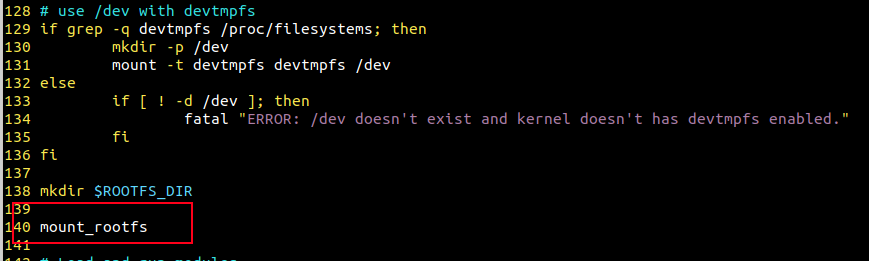 128 # use /dev with devtmpfs
129 if grep -q devtmpfs /proc/filesystems; then
130 mkdir -p /dev
131 mount -t devtmpfs devtmpfs /dev
132 else
133 if [ ! -d /dev ]; then
134 fatal "ERROR: /dev doesn't exist and kernel doesn't has devtmpfs enabled."
135 fi
136 fi
137
138 mkdir $ROOTFS_DIR
139
140 mount_rootfs
141